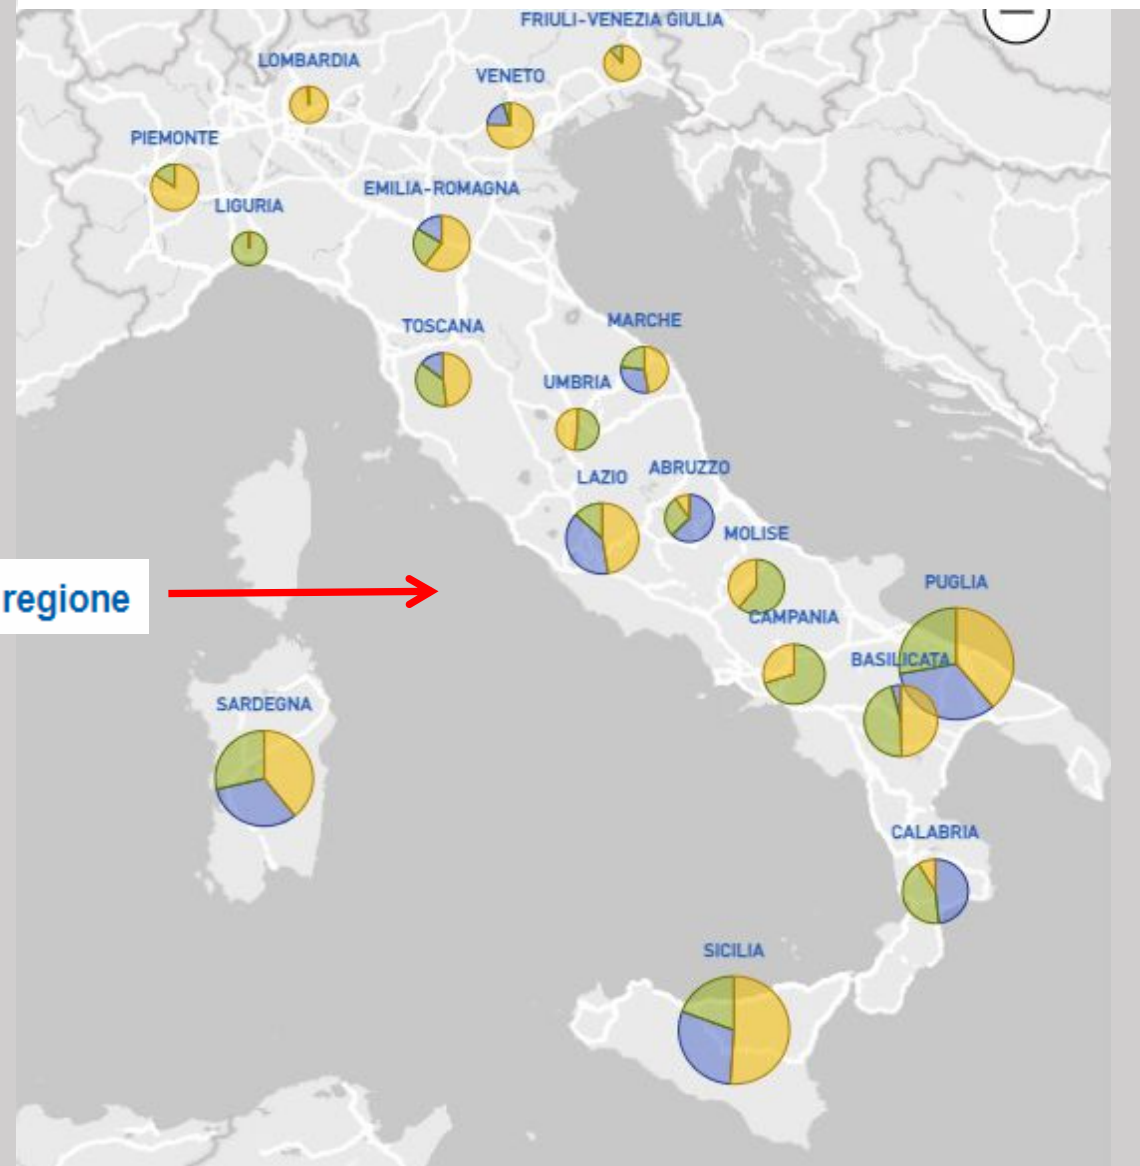 FRIULI-VENEZIA GIULIA
LOMBARDIA
VENETO
PIEMONTE
EMILIA-ROMAGNA
LIGURIA
MARCHE
TOSCANA
UMBRIA
ABRUZZO
LAZIO
MOLISE
PUGLIA
regione
CAMPANIA
BASILICATA
SARDEGNA
CALABRIA
SICILIA